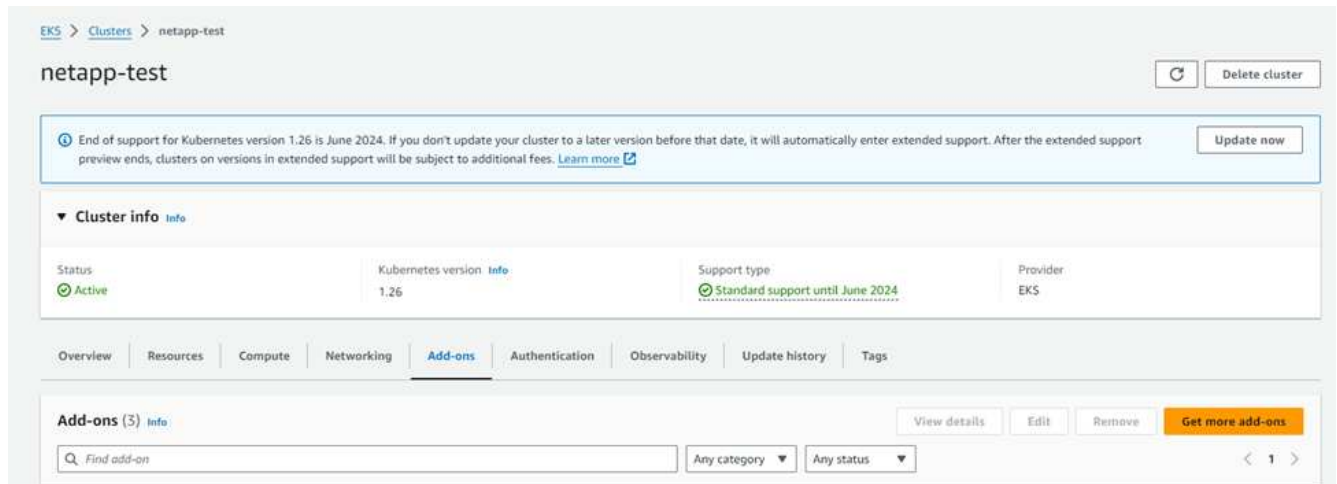 EKS > Clusters > netapp-test
netapp-test
Delete cluster
End of support for Kubernetes version 1.26 is June 2024. If you don't update your cluster to a later version before that date, it will automatically enter extended support. After the extended support
preview ends, clusters on versions in extended support will be subject to additional fees. Learn more
Update now
Cluster info Info
Status
Active
Kubernetes version Info
1.26
Support type
Standard support until June 2024
Provider
EKS
Overview Resources Compute Networking Add-ons Authentication Observability Update history Tags
Add-ons (3) Info
View details Edit Remove Get more add-ons
Find add-on
Any category Any status
< 1 >